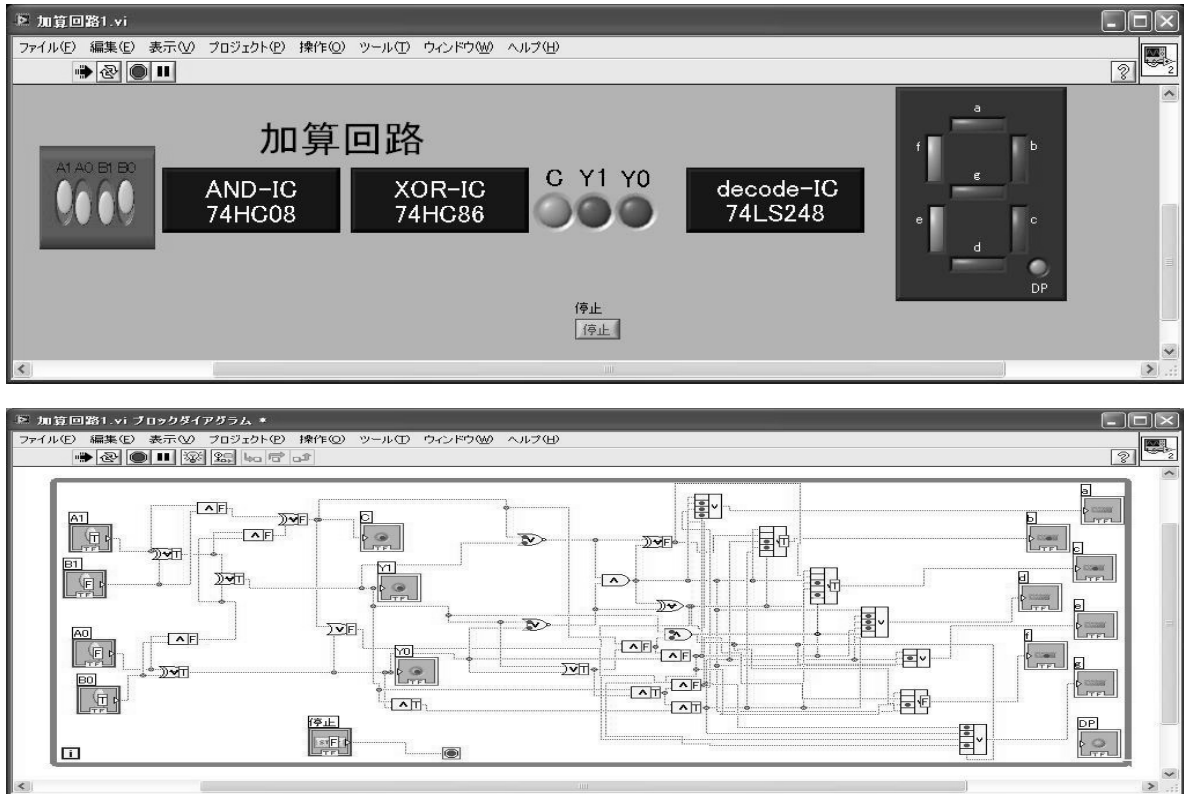 加算回路1.vi
ファイル(F) 編集(E) 表示(V) プロジェクト(P) 操作(O) ツール(T) ウィンドウ(W) ヘルプ(H)
2
加算回路
A1 A0 B1 B0
AND-IC
74HC08
XOR-IC
74HC86
C Y1 Y0
decode-IC
74LS248
a
f b
g
e c
d
DP
停止
停止
加算回路1.vi ブロックダイアグラム *
ファイル(F) 編集(E) 表示(V) プロジェクト(P) 操作(O) ツール(T) ウィンドウ(W) ヘルプ(H)
2
A1
B1
A0
B0
C
Y1
Y0
停止
a
b
c
d
e
f
g
DP
i